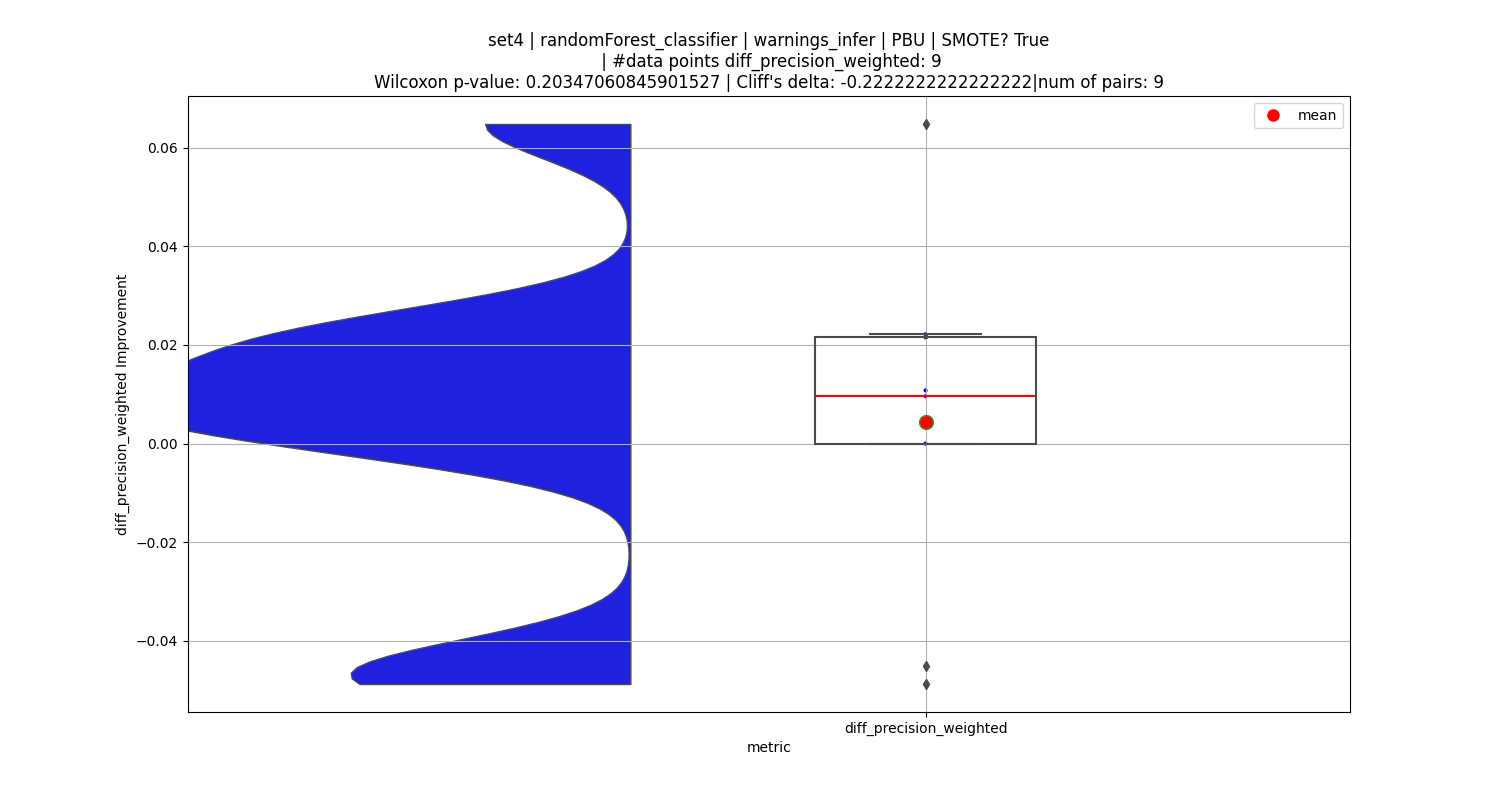 set4 | randomForest_classifier | warnings_infer | PBU | SMOTE? True
| #data points diff_precision_weighted: 9
Wilcoxon p-value: 0.20347060845901527 | Cliff's delta: -0.2222222222222222|num of pairs: 9
mean
0.06
0.04
0.02
0.00
−0.02
−0.04
diff_precision_weighted Improvement
diff_precision_weighted
metric